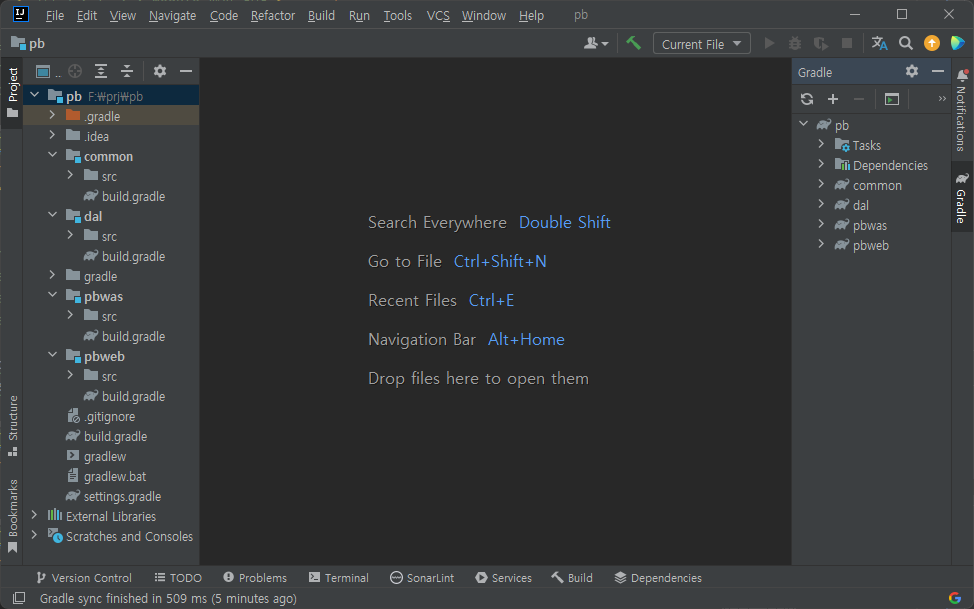 File Edit View Navigate Code Refactor Build Run Tools VCS Window Help pb
pb
Current File
Project
..
Gradle
pb F:₩prj₩pb
.gradle
.idea
common
src
build.gradle
dal
src
build.gradle
gradle
pbwas
src
build.gradle
pbweb
src
build.gradle
.gitignore
build.gradle
gradlew
gradlew.bat
settings.gradle
External Libraries
Scratches and Consoles
Structure
Bookmarks
Search Everywhere Double Shift
Go to File Ctrl+Shift+N
Recent Files Ctrl+E
Navigation Bar Alt+Home
Drop files here to open them
pb
Tasks
Dependencies
common
dal
pbwas
pbweb
Notifications
Gradle
Version Control TODO Problems Terminal SonarLint Services Build Dependencies
Gradle sync finished in 509 ms (5 minutes ago)